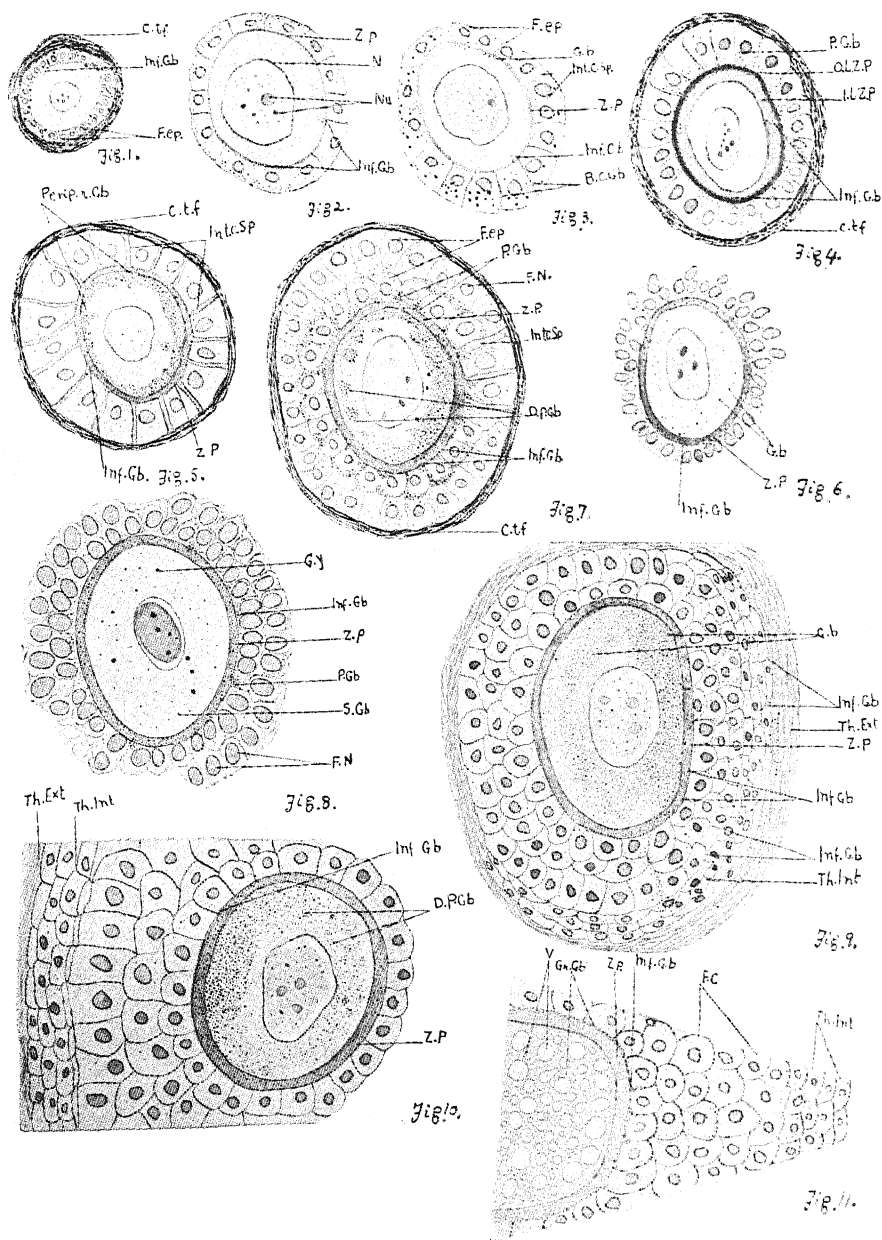 C.tf
Inf.Gb
F.ep.
Fig.1.
Z.P
N
Nu
Inf.Gb
Fig 2.
F.ep
G.b
Int.C.Sp.
Z.P
Inf.Gb
B.C.Gb
Fig.3.
P.G.b
O.L.Z.P
I.L.Z.P
Inf.G.b
C.t.f
Fig 4.
Perip.r.Gb
C.t.f
Int.c.Sp
Z.P
Inf.Gb.
Fig.5.
F.ep
P.Gb
F.N.
Z.P.
Int.c.Sp
D.P.Gb
Inf.Gb
C.t.f
Fig.7.
G.b
Z.P
Inf.Gb
Fig 6.
G.y
Inf.Gb
Z.P
P.Gb
S.Gb
F.N
Fig.8.
G.b
Inf.Gb
Th.Ext
Z.P
Inf Gb
Inf.Gb
Th.Int
Fig.9.
Th.Ext
Th.Int
Inf Gb
D.P.Gb
Z.P
Fig.10.
V
Gr.Gb
Z.P.
Inf.G.b
F.C
Th.Int
Fig.11.